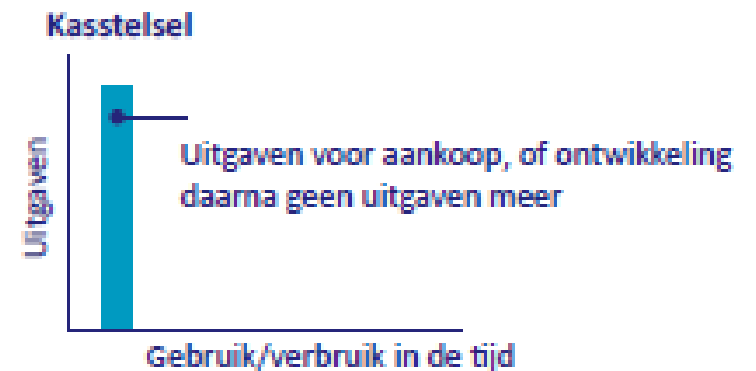 Kasstelsel
Uitgaven
Uitgaven voor aankoop, of ontwikkeling
daarna geen uitgaven meer
Gebruik/verbruik in de tijd